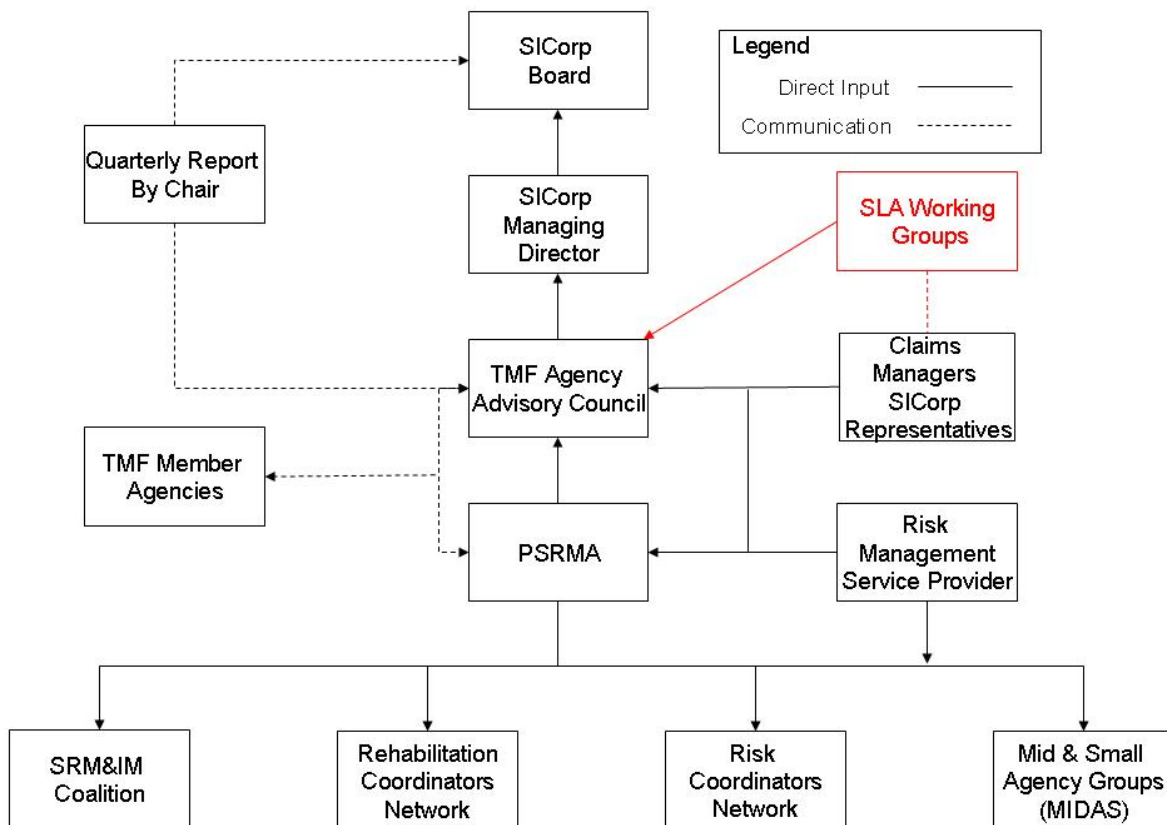 SICorp
Board
Legend
Direct Input
Communication
Quarterly Report
By Chair
SICorp
Managing
Director
SLA Working
Groups
TMF Agency
Advisory Council
Claims
Managers
SICorp
Representatives
TMF Member
Agencies
PSRMA
Risk
Management
Service Provider
SRM&IM
Coalition
Rehabilitation
Coordinators
Network
Risk
Coordinators
Network
Mid & Small
Agency Groups
(MIDAS)